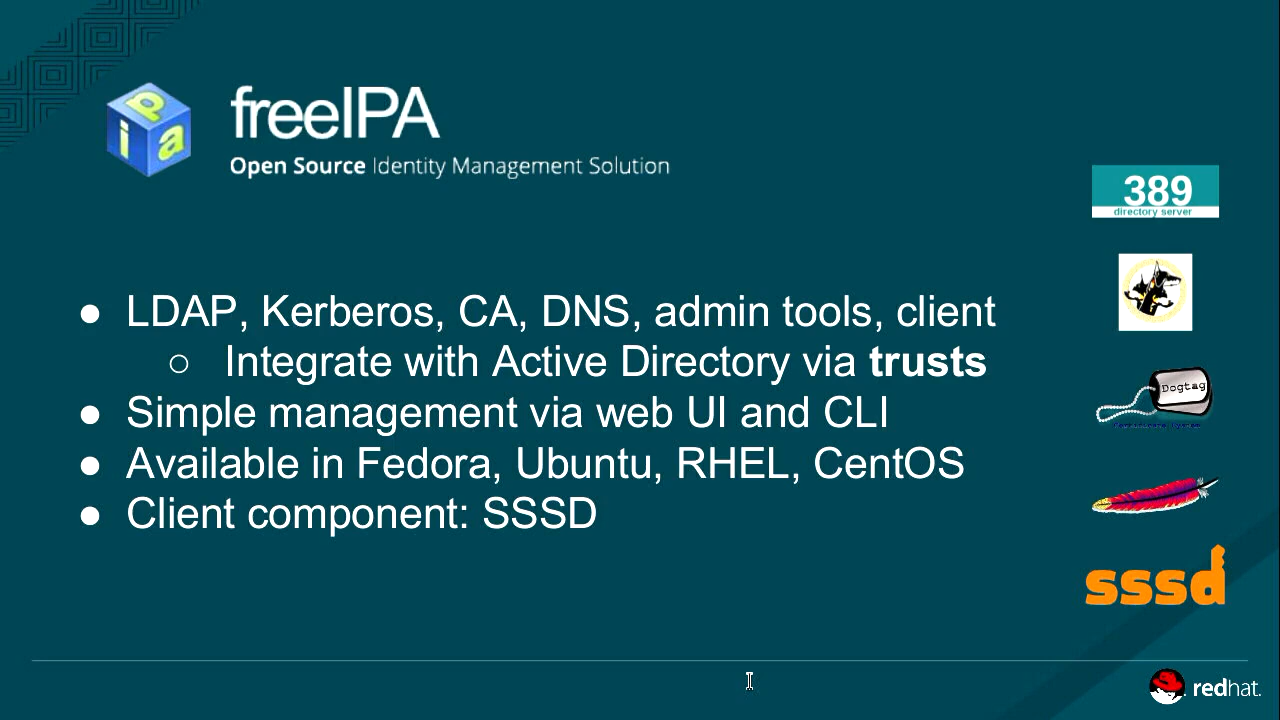 i p a
freeIPA
Open Source Identity Management Solution
389
directory server
● LDAP, Kerberos, CA, DNS, admin tools, client
○ Integrate with Active Directory via trusts
● Simple management via web UI and CLI
● Available in Fedora, Ubuntu, RHEL, CentOS
● Client component: SSSD
Dogtag
sssd
redhat.